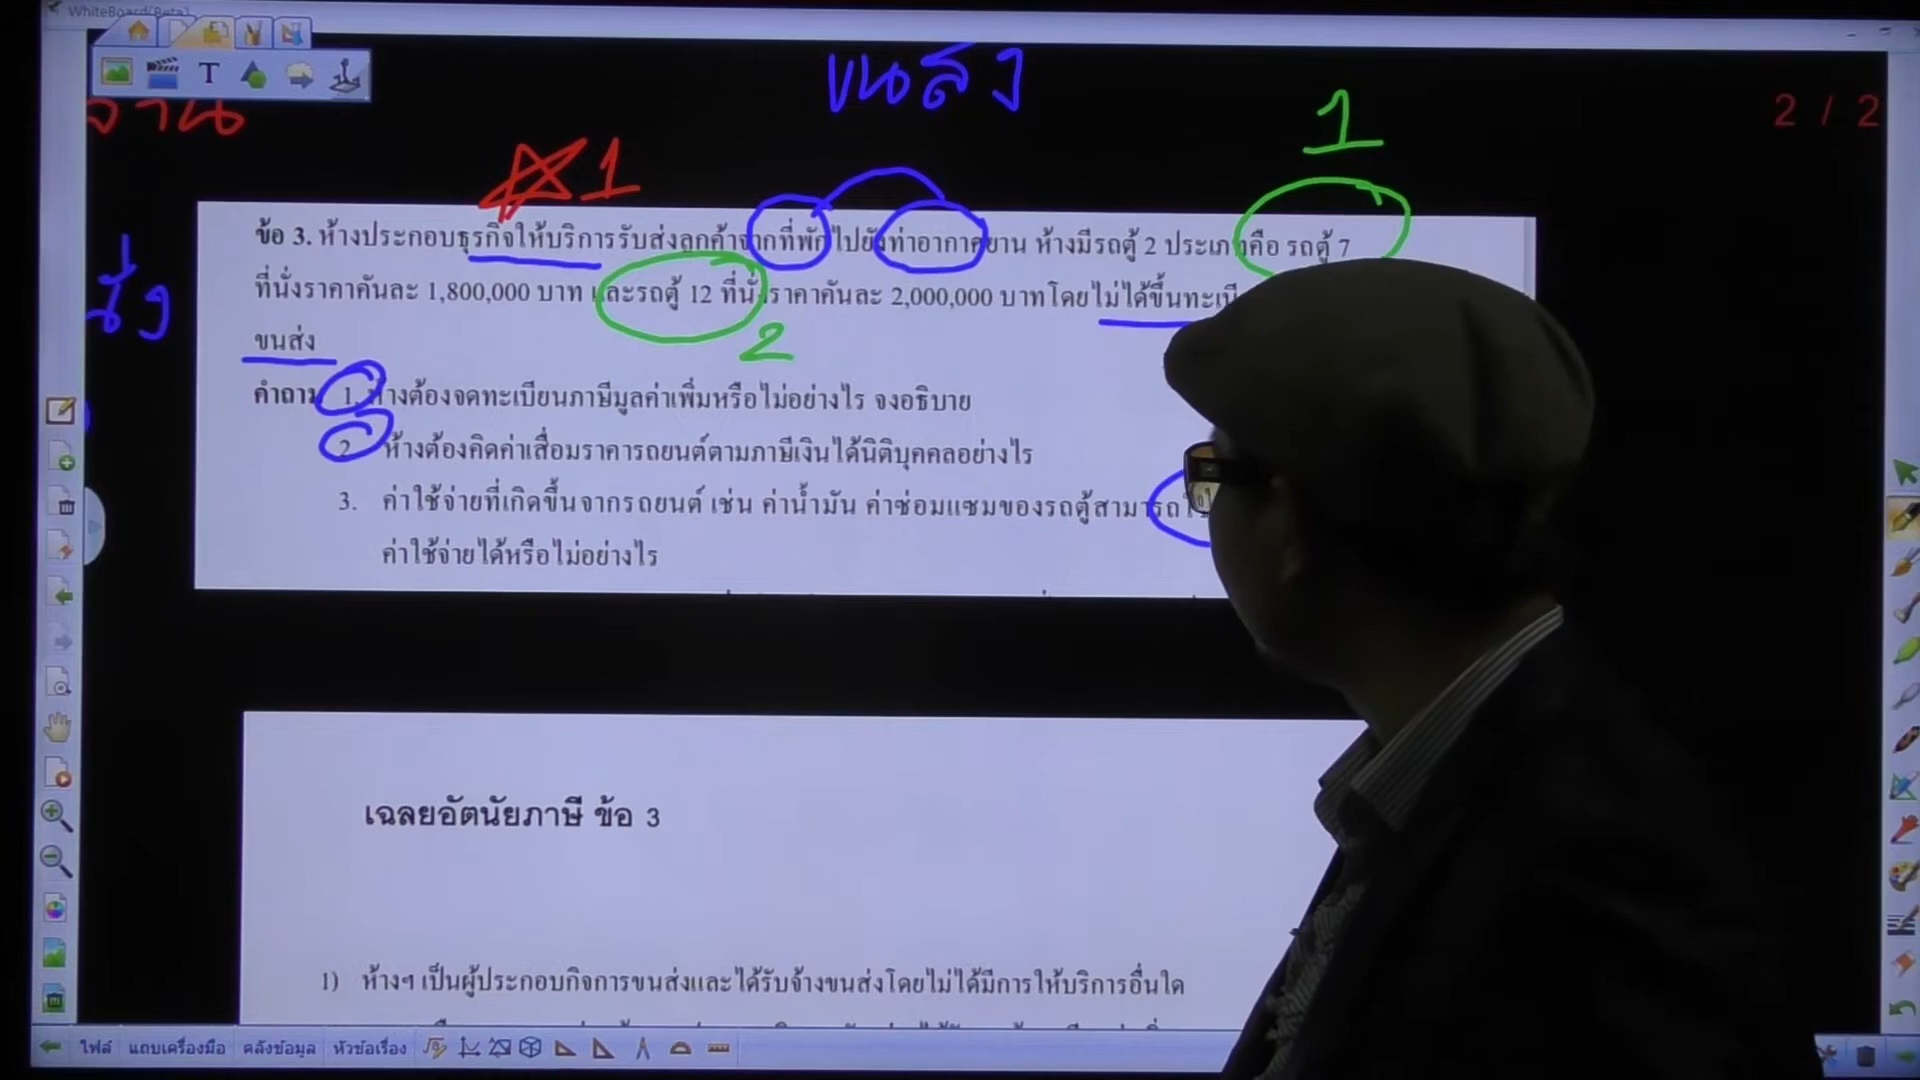 WhiteBoard(Beta)
ขนส่ง
1
2 / 2
1
ข้อ 3. ห้างประกอบธุรกิจให้บริการรับส่งลูกค้าจากที่พักไปยังท่าอากาศยาน ห้างมีรถตู้ 2 ประเภทคือ รถตู้ 7
ที่นั่งราคาคันละ 1,800,000 บาท และรถตู้ 12 ที่นั่งราคาคันละ 2,000,000 บาทโดยไม่ได้ขึ้นทะเบี
2
ขนส่ง
คำถาม 1. ห้างต้องจดทะเบียนภาษีมูลค่าเพิ่มหรือไม่อย่างไร จงอธิบาย
2. ห้างต้องคิดค่าเสื่อมราคารถยนต์ตามภาษีเงินได้นิติบุคคลอย่างไร
3. ค่าใช้จ่ายที่เกิดขึ้นจากรถยนต์ เช่น ค่าน้ำมัน ค่าซ่อมแซมของรถตู้สามารถ
ค่าใช้จ่ายได้หรือไม่อย่างไร
เฉลยอัตนัยภาษี ข้อ 3
1) ห้างฯ เป็นผู้ประกอบกิจการขนส่งและได้รับจ้างขนส่งโดยไม่ได้มีการให้บริการอื่นใด
ไฟล์ แถบเครื่องมือ คลังข้อมูล หัวข้อเรื่อง